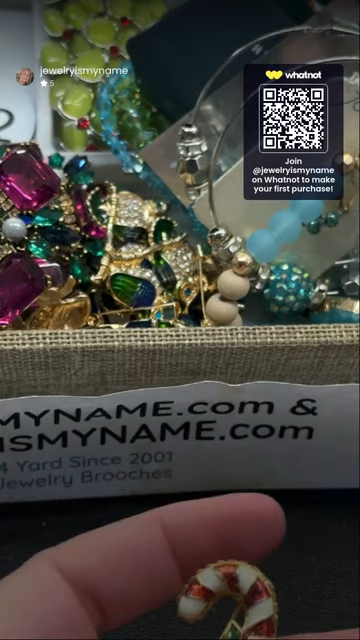 jewelryismyname
★5
whatnot
Join
@jewelryismyname
on Whatnot to make
your first purchase!
MYNAME.com &
ISMYNAME.com
4 Yard Since 2001
Jewelry Brooches